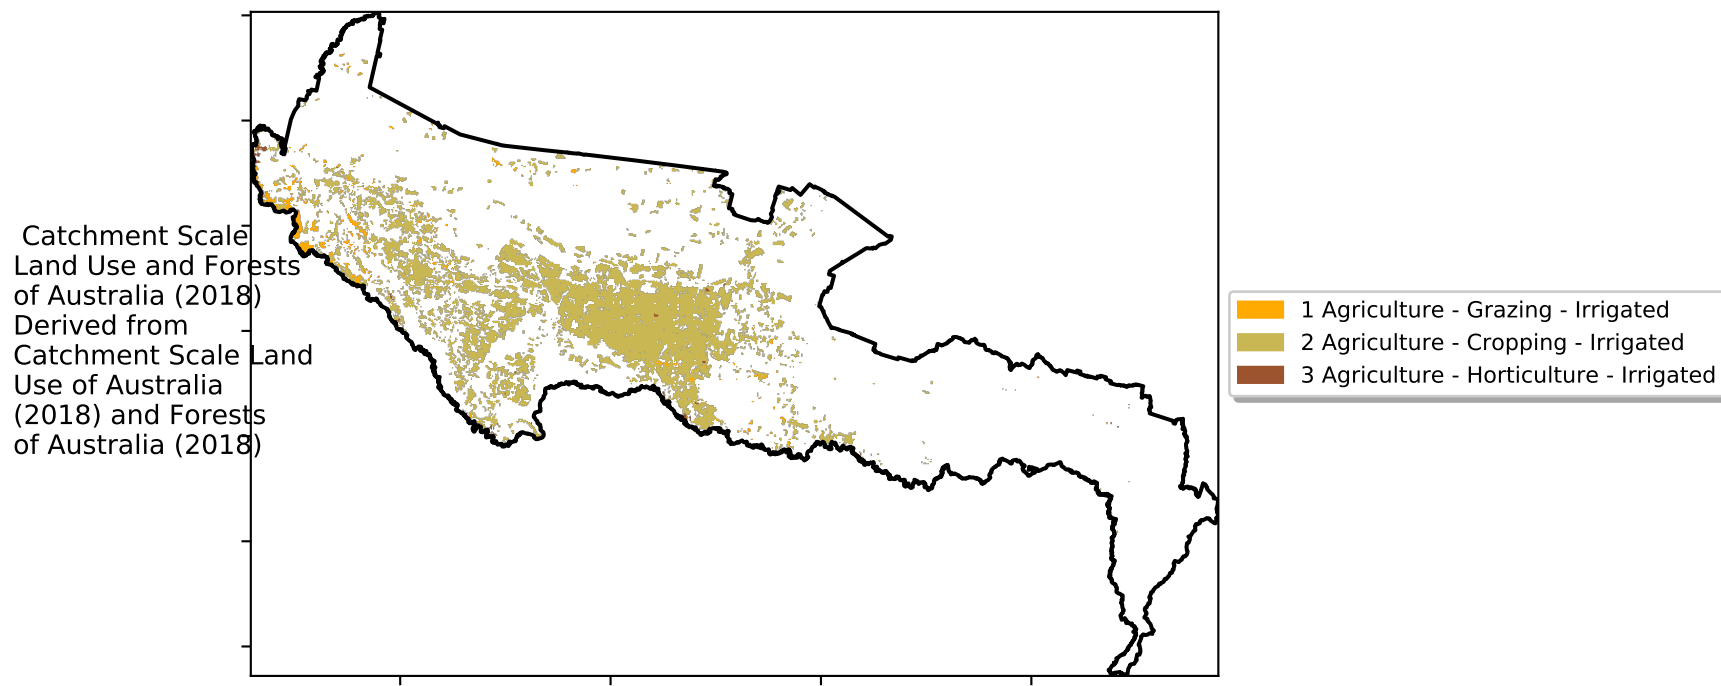 Catchment Scale
Land Use and Forests
of Australia (2018)
Derived from
Catchment Scale Land
Use of Australia
(2018) and Forests
of Australia (2018)
1 Agriculture - Grazing - Irrigated
2 Agriculture - Cropping - Irrigated
3 Agriculture - Horticulture - Irrigated